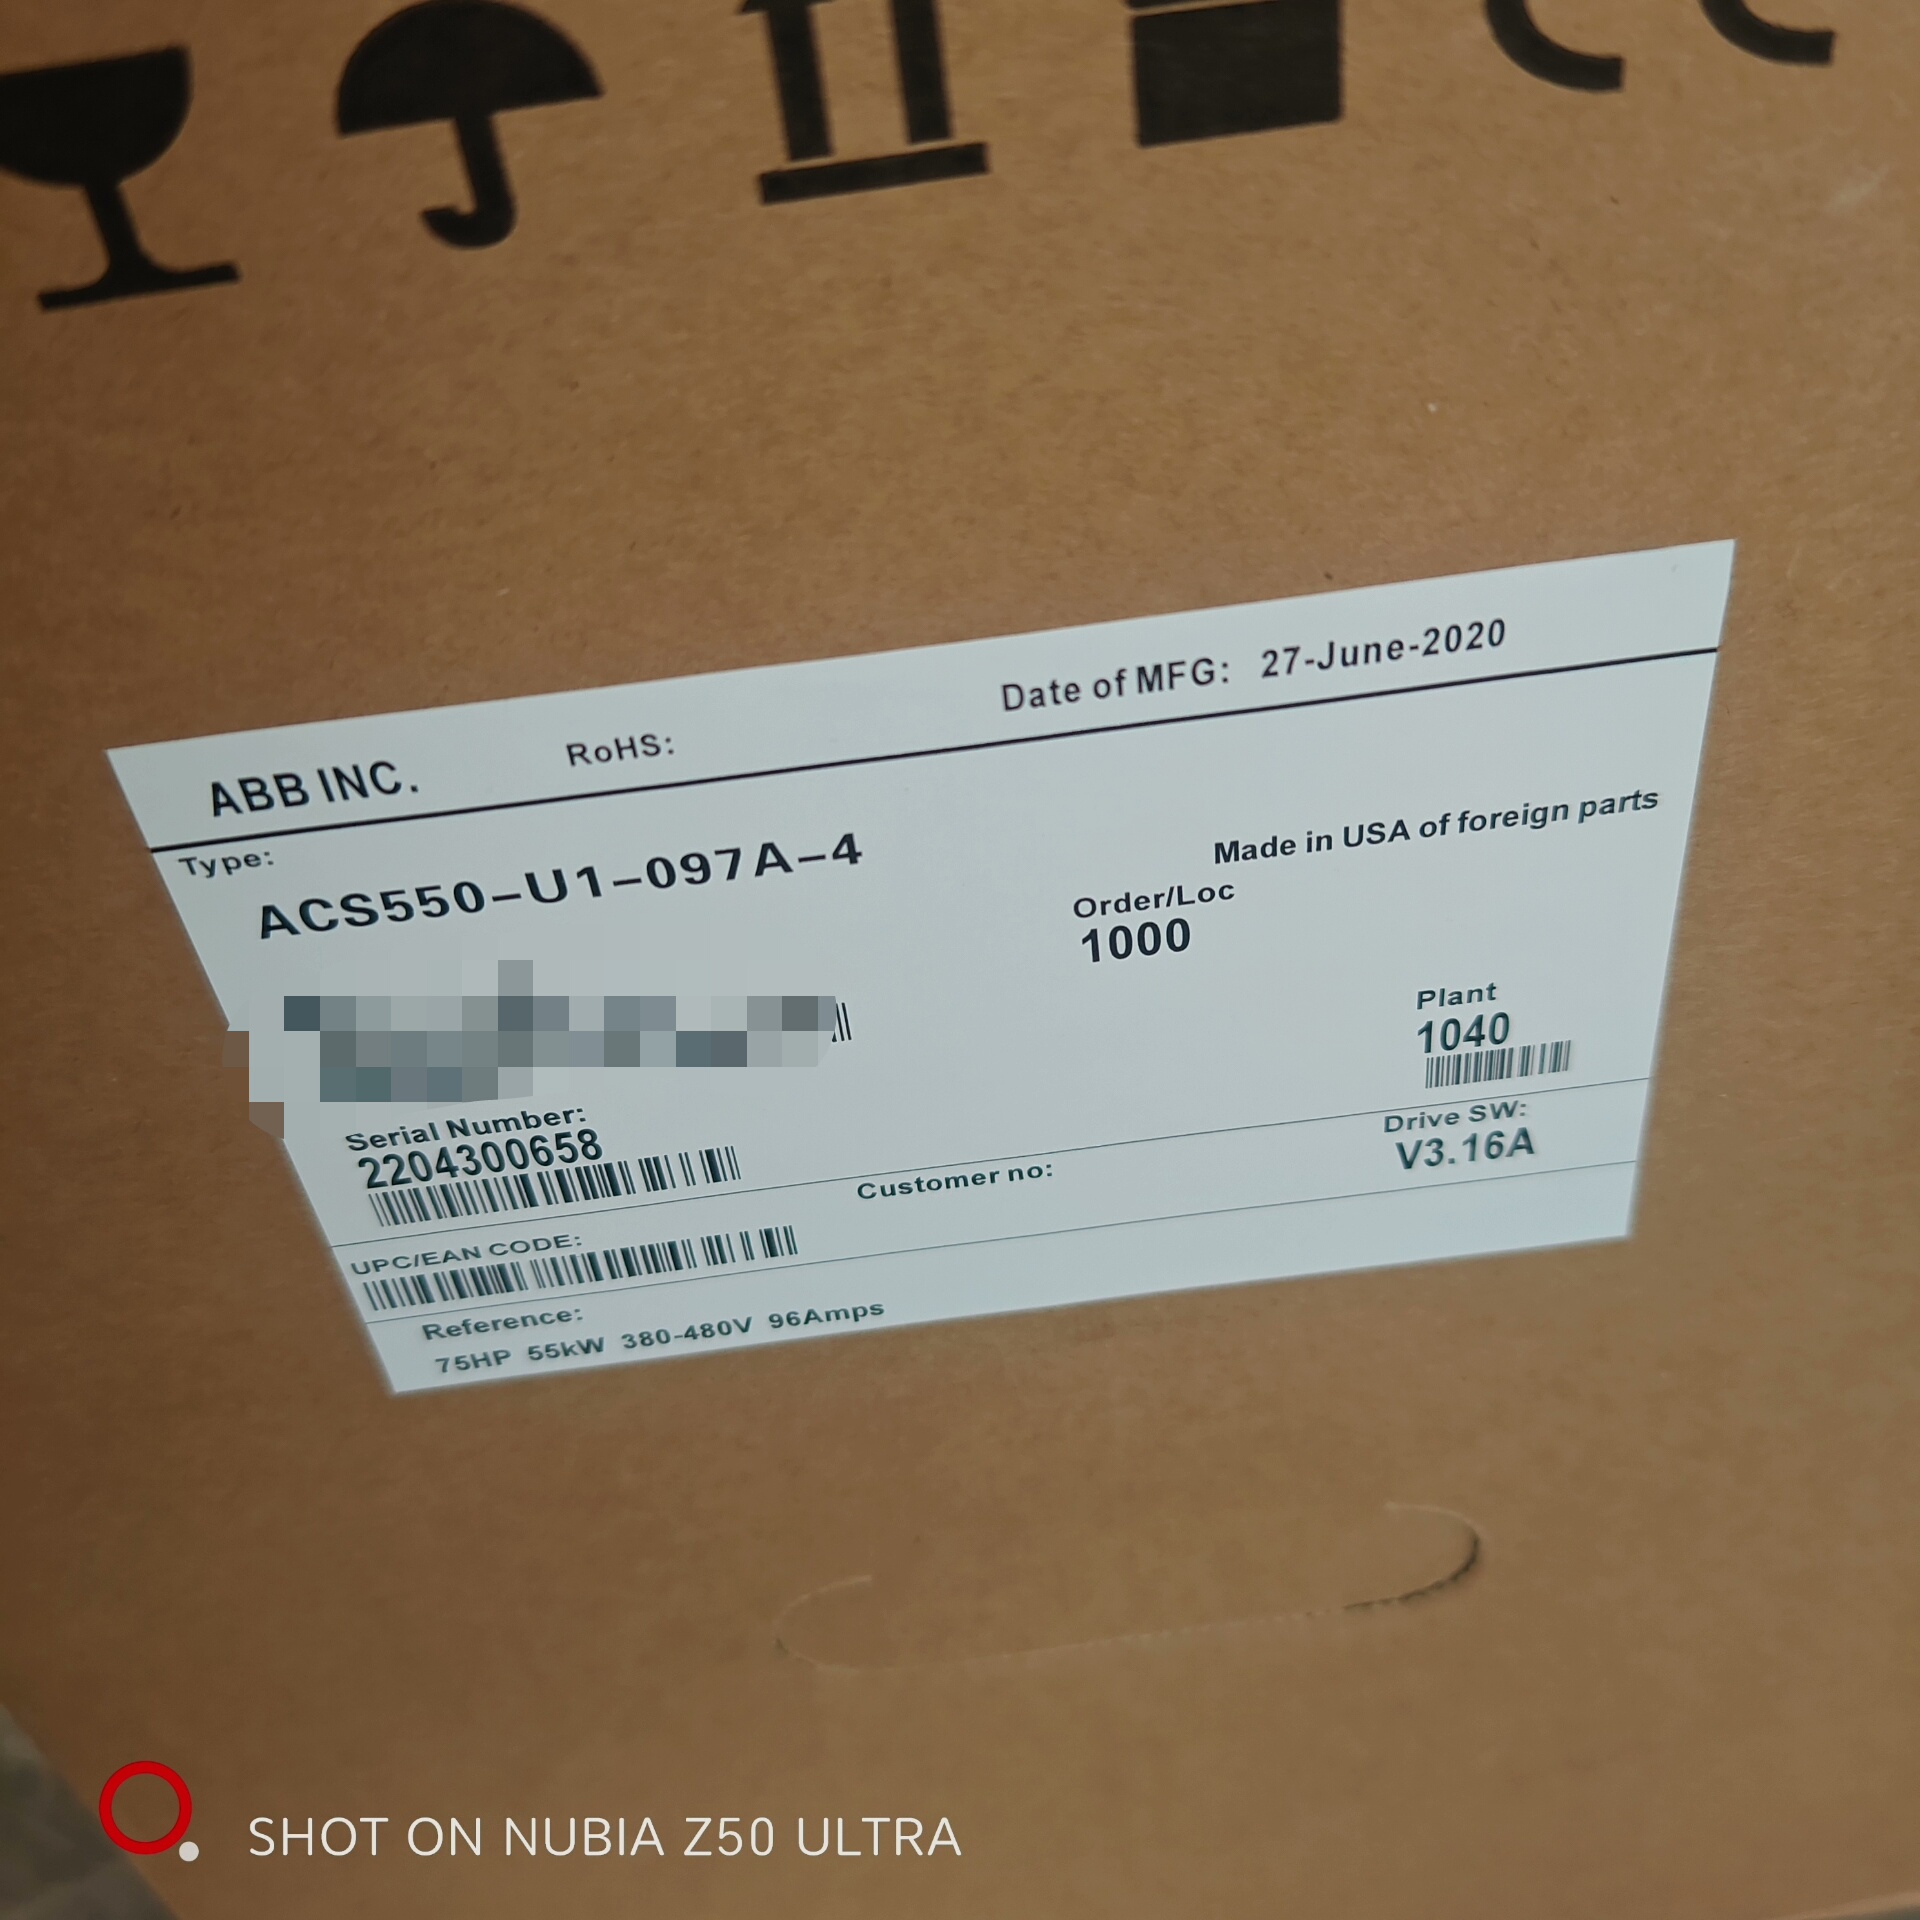 ABB INC.
RoHS:
Date of MFG: 27-June-2020
Type:
ACS550-U1-097A-4
Made in USA of foreign parts
Order/Loc
1000
Plant
1040
Serial Number:
2204300658
Customer no:
Drive SW:
V3.16A
UPC/EAN CODE:
Reference:
75HP 55kW 380-480V 96Amps
SHOT ON NUBIA Z50 ULTRA